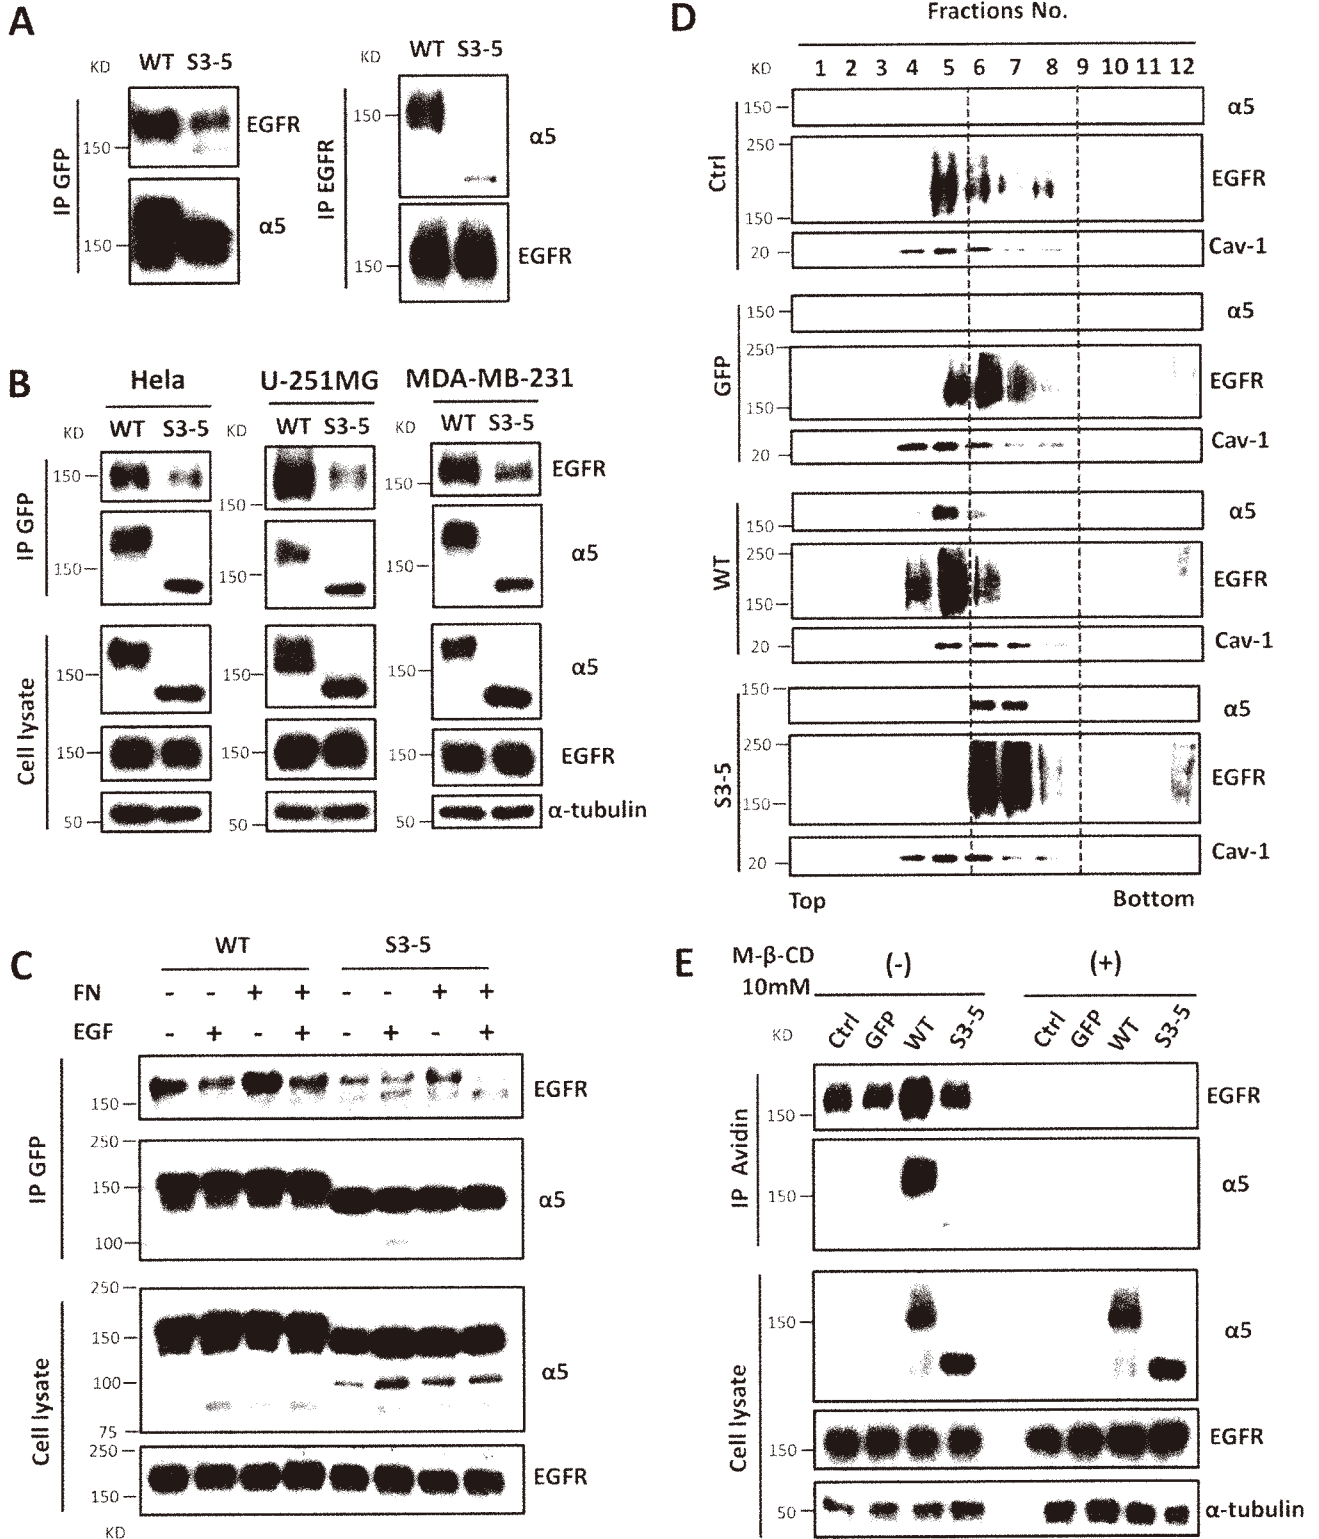 A
KD
WT S3-5
IP GFP
EGFR
150
α5
150
KD
WT S3-5
IP EGFR
150
α5
150
EGFR
B
Hela
U-251MG
MDA-MB-231
KD
WT S3-5
KD
WT S3-5
KD
WT S3-5
IP GFP
150
150
150
EGFR
150
150
150
α5
Cell lysate
150
150
150
α5
150
150
150
EGFR
50
50
50
α-tubulin
C
WT
S3-5
FN - - + + - - + +
EGF - + - + - + - +
IP GFP
150
EGFR
250
150
100
α5
Cell lysate
250
150
100
75
α5
250
150
EGFR
KD
D
Fractions No.
KD 1 2 3 4 5 6 7 8 9 10 11 12
Ctrl
150
α5
250
150
EGFR
20
Cav-1
GFP
150
α5
250
150
EGFR
20
Cav-1
WT
150
α5
250
150
EGFR
20
Cav-1
S3-5
150
α5
250
150
EGFR
20
Cav-1
Top
Bottom
E
M-β-CD
10mM
(-)
(+)
KD
Ctrl GFP WT S3-5
Ctrl GFP WT S3-5
IP Avidin
150
EGFR
150
α5
Cell lysate
150
α5
150
EGFR
50
α-tubulin